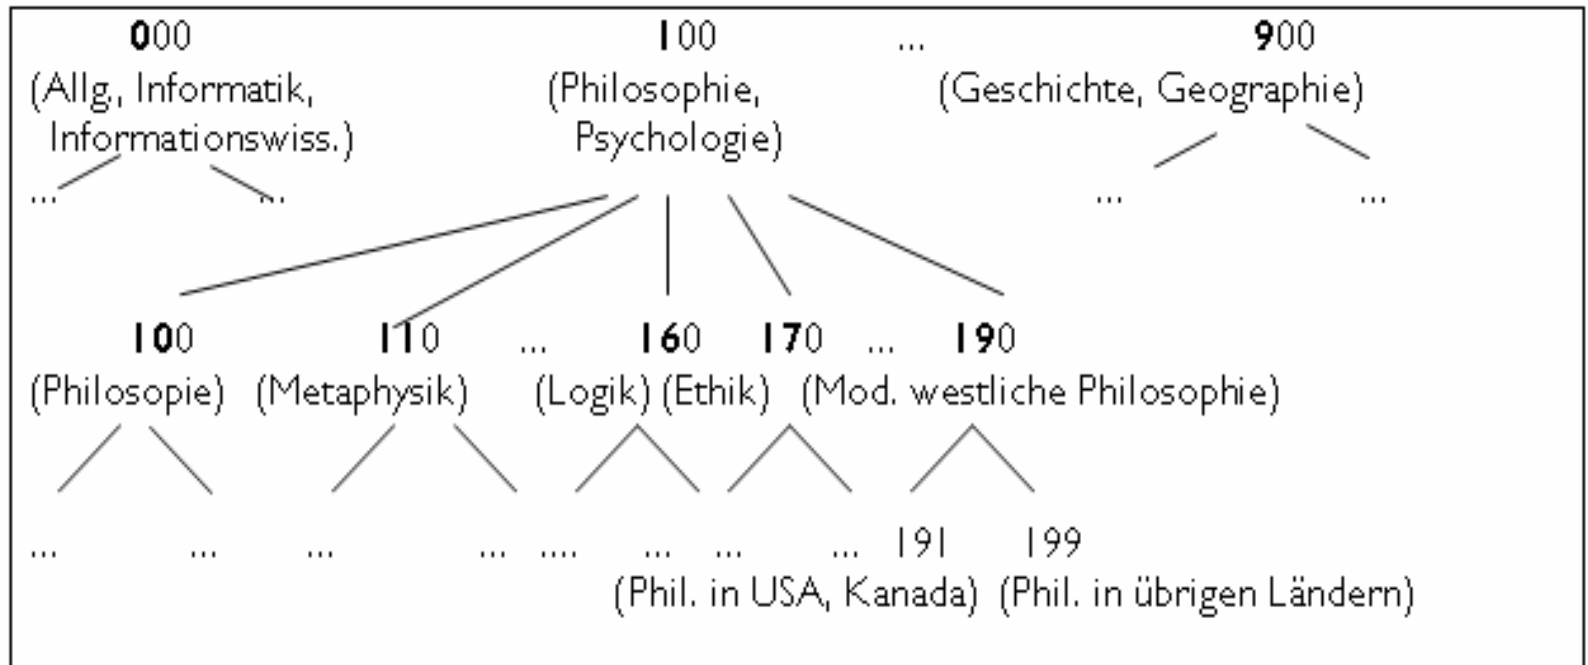 000 100 ... 900
(Allg., Informatik, (Philosophie, (Geschichte, Geographie)
Informationswiss.) Psychologie)
... ... ... ...
100 110 ... 160 170 ... 190
(Philosopie) (Metaphysik) (Logik) (Ethik) (Mod. westliche Philosophie)
... ... ... ... .... ... ... ... 191 199
(Phil. in USA, Kanada) (Phil. in übrigen Ländern)